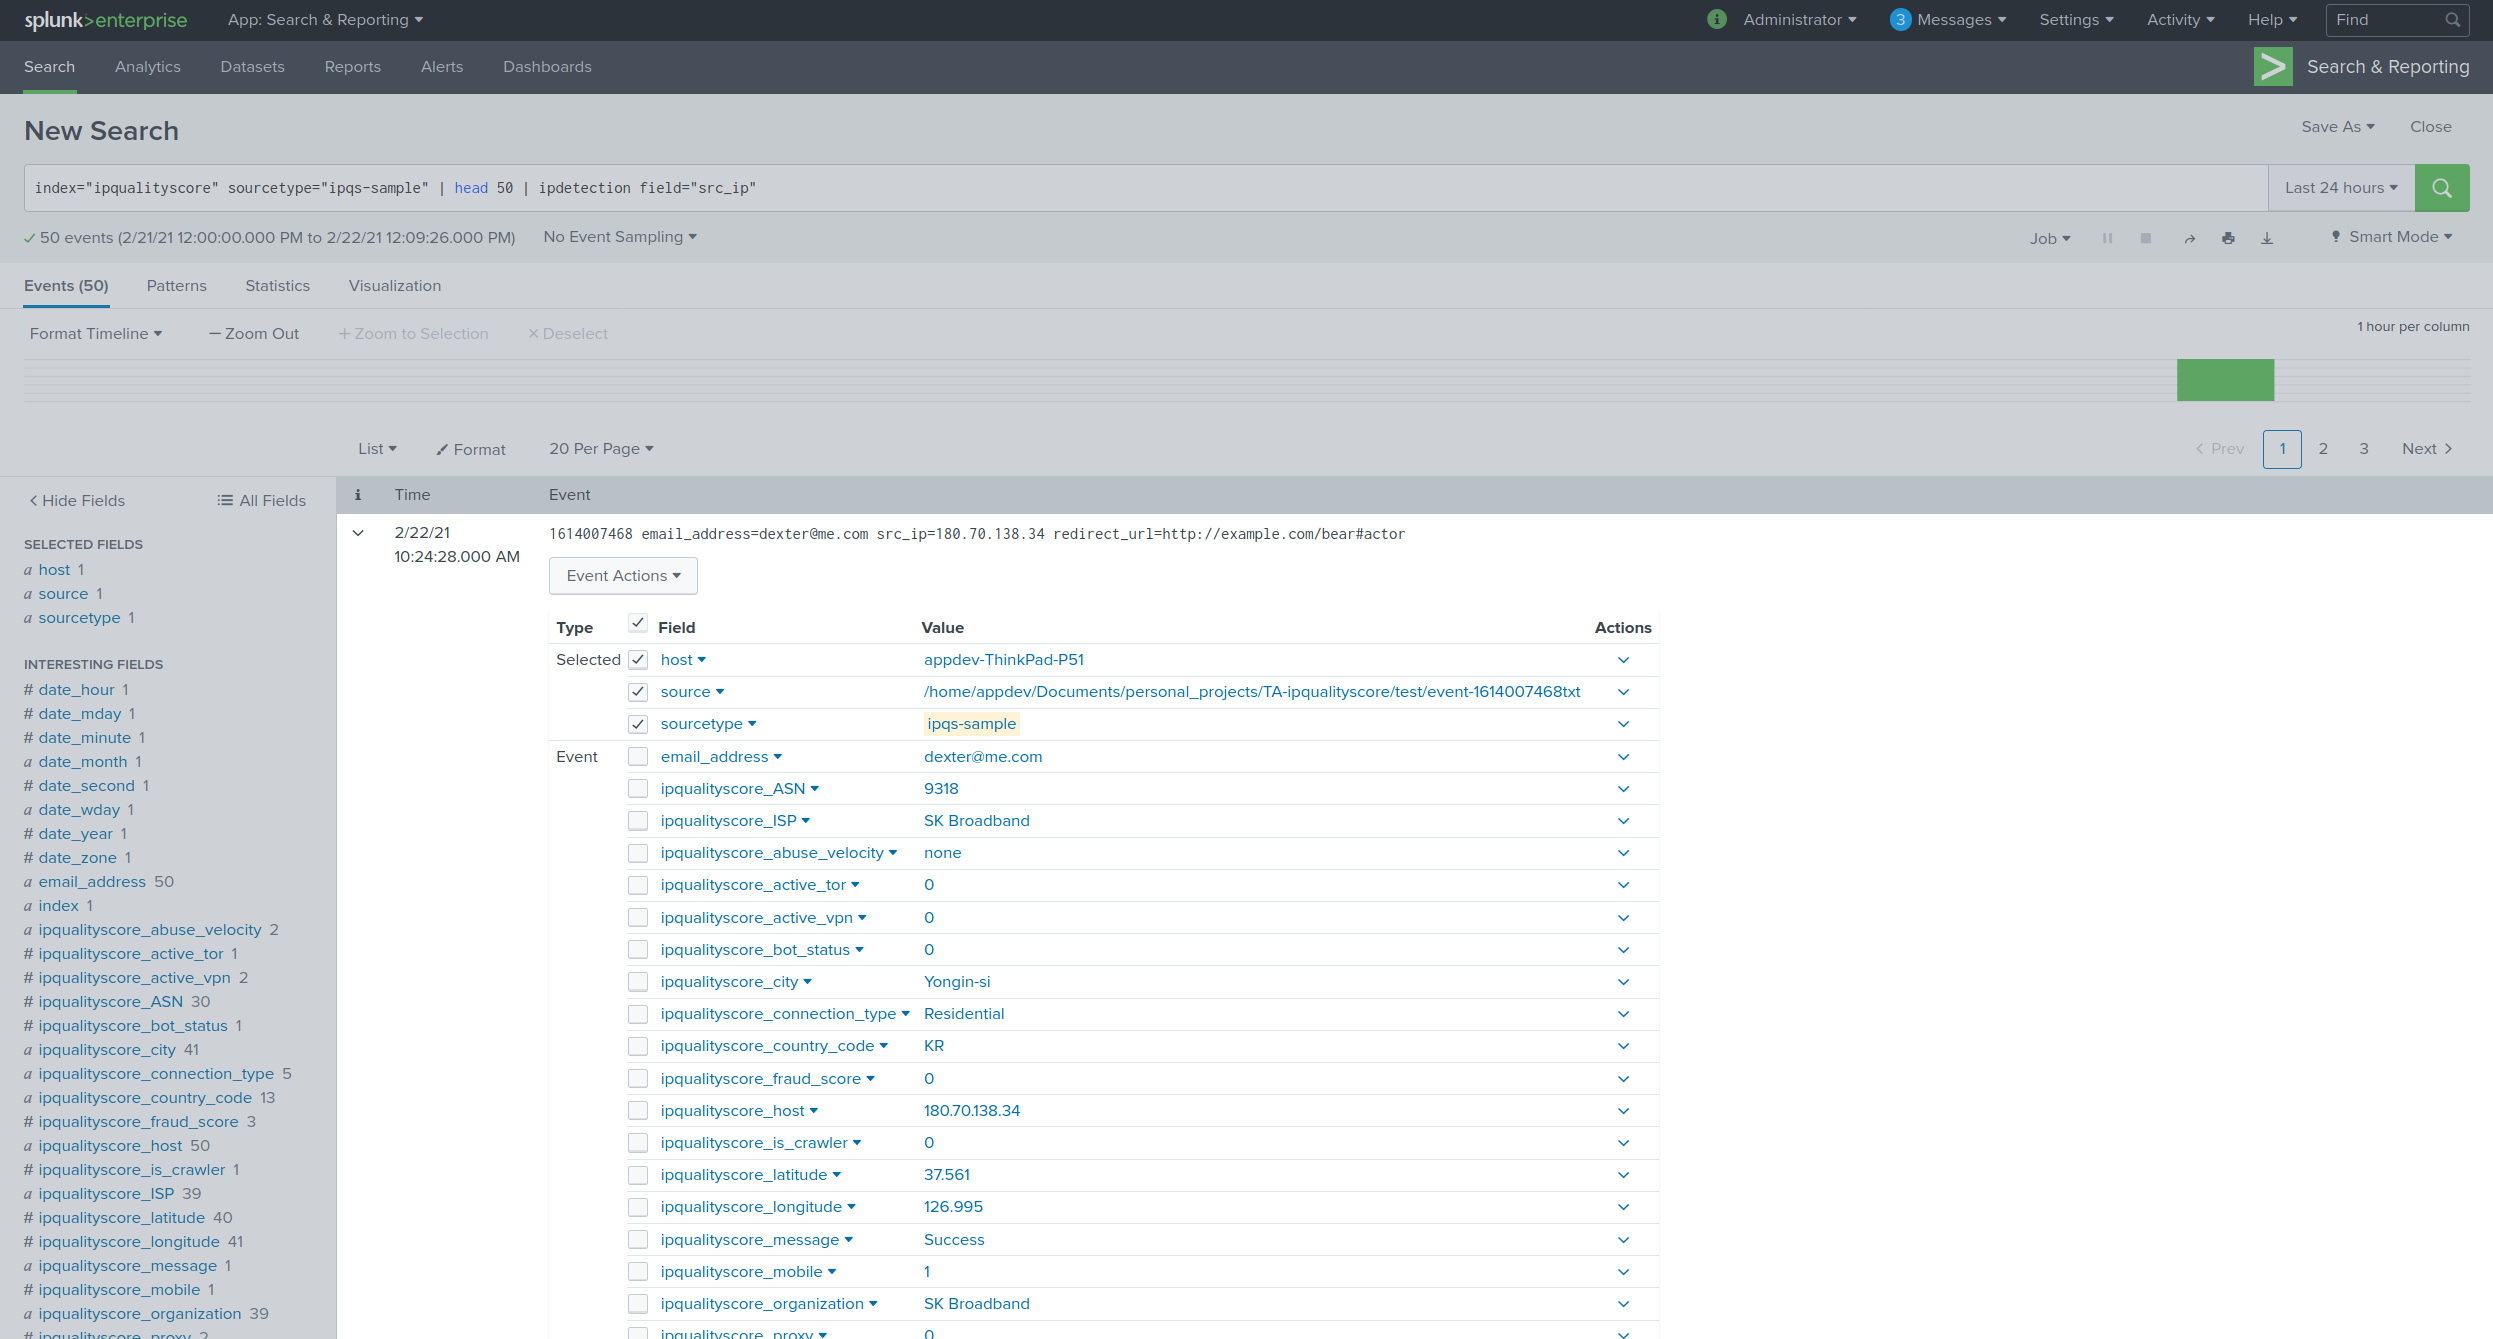 splunk>enterprise App: Search & Reporting Administrator 3 Messages Settings Activity Help Find
Search Analytics Datasets Reports Alerts Dashboards Search & Reporting
New Search Save As Close
index="ipqualityscore" sourcetype="ipqs-sample" | head 50 | ipdetection field="src_ip" Last 24 hours
50 events (2/21/21 12:00:00.000 PM to 2/22/21 12:09:26.000 PM) No Event Sampling Job Smart Mode
Events (50) Patterns Statistics Visualization
Format Timeline — Zoom Out + Zoom to Selection × Deselect 1 hour per column
List Format 20 Per Page < Prev 1 2 3 Next >
< Hide Fields All Fields
SELECTED FIELDS
a host 1
a source 1
a sourcetype 1
INTERESTING FIELDS
# date_hour 1
# date_mday 1
# date_minute 1
a date_month 1
# date_second 1
a date_wday 1
# date_year 1
# date_zone 1
a email_address 50
a index 1
a ipqualityscore_abuse_velocity 2
# ipqualityscore_active_tor 1
# ipqualityscore_active_vpn 2
# ipqualityscore_ASN 30
# ipqualityscore_bot_status 1
a ipqualityscore_city 41
a ipqualityscore_connection_type 5
a ipqualityscore_country_code 13
# ipqualityscore_fraud_score 3
a ipqualityscore_host 50
# ipqualityscore_is_crawler 1
a ipqualityscore_ISP 39
# ipqualityscore_latitude 40
# ipqualityscore_longitude 41
a ipqualityscore_message 1
# ipqualityscore_mobile 1
a ipqualityscore_organization 39
# ipqualityscore_proxy 2
i Time Event
2/22/21
10:24:28.000 AM
1614007468 email_address=dexter@me.com src_ip=180.70.138.34 redirect_url=http://example.com/bear#actor
Event Actions
Type Field Value Actions
Selected host appdev-ThinkPad-P51
source /home/appdev/Documents/personal_projects/TA-ipqualityscore/test/event-1614007468txt
sourcetype ipqs-sample
Event email_address dexter@me.com
ipqualityscore_ASN 9318
ipqualityscore_ISP SK Broadband
ipqualityscore_abuse_velocity none
ipqualityscore_active_tor 0
ipqualityscore_active_vpn 0
ipqualityscore_bot_status 0
ipqualityscore_city Yongin-si
ipqualityscore_connection_type Residential
ipqualityscore_country_code KR
ipqualityscore_fraud_score 0
ipqualityscore_host 180.70.138.34
ipqualityscore_is_crawler 0
ipqualityscore_latitude 37.561
ipqualityscore_longitude 126.995
ipqualityscore_message Success
ipqualityscore_mobile 1
ipqualityscore_organization SK Broadband
ipqualityscore_proxy 0